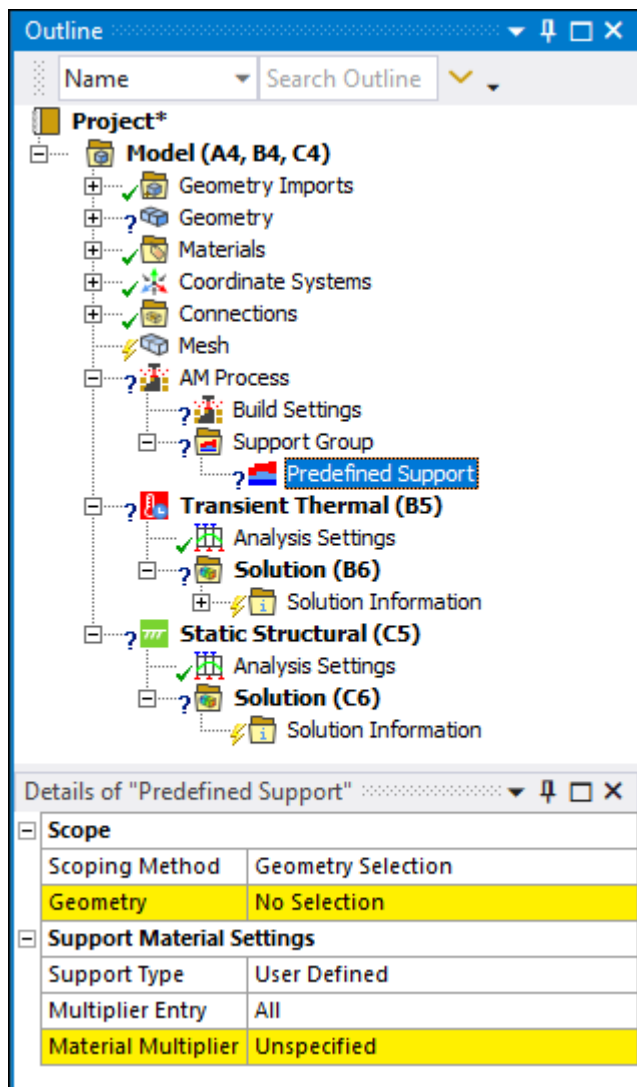 Outline
Name Search Outline
Project*
Model (A4, B4, C4)
Geometry Imports
? Geometry
Materials
Coordinate Systems
Connections
Mesh
? AM Process
? Build Settings
? Support Group
? Predefined Support
? Transient Thermal (B5)
Analysis Settings
? Solution (B6)
Solution Information
? Static Structural (C5)
Analysis Settings
? Solution (C6)
Solution Information
Details of "Predefined Support"
Scope
Scoping Method Geometry Selection
Geometry No Selection
Support Material Settings
Support Type User Defined
Multiplier Entry All
Material Multiplier Unspecified